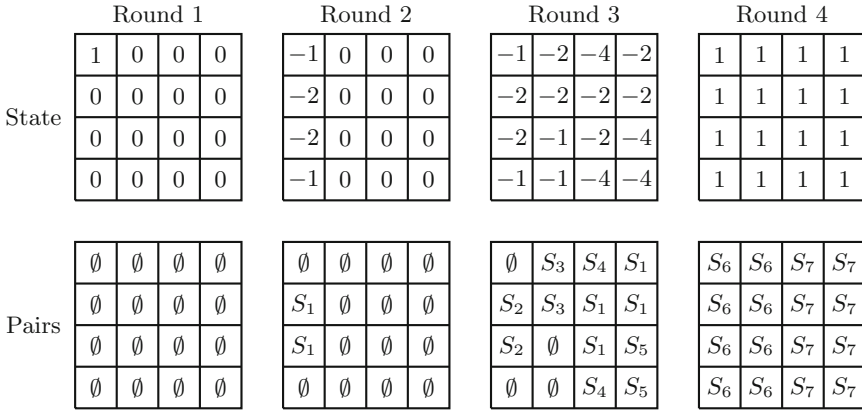 Round 1 Round 2 Round 3 Round 4
1 0 0 0 −1 0 0 0 −1 −2 −4 −2 1 1 1 1
0 0 0 0 −2 0 0 0 −2 −2 −2 −2 1 1 1 1
State
0 0 0 0 −2 0 0 0 −2 −1 −2 −4 1 1 1 1
0 0 0 0 −1 0 0 0 −1 −1 −4 −4 1 1 1 1
∅ ∅ ∅ ∅ ∅ ∅ ∅ ∅ ∅ S₃ S₄ S₁ S₆ S₆ S₇ S₇
∅ ∅ ∅ ∅ S₁ ∅ ∅ ∅ S₂ S₃ S₁ S₁ S₆ S₆ S₇ S₇
Pairs
∅ ∅ ∅ ∅ S₁ ∅ ∅ ∅ S₂ ∅ S₁ S₅ S₆ S₆ S₇ S₇
∅ ∅ ∅ ∅ ∅ ∅ ∅ ∅ ∅ ∅ S₄ S₅ S₆ S₆ S₇ S₇